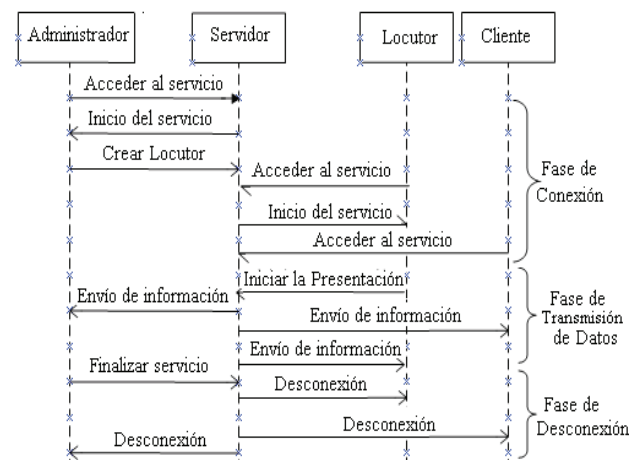 Administrador
Servidor
Locutor
Cliente
Acceder al servicio
Inicio del servicio
Crear Locutor
Acceder al servicio
Inicio del servicio
Acceder al servicio
Fase de
Conexión
Iniciar la Presentación
Envío de información
Envío de información
Envío de información
Fase de
Transmisión
de Datos
Finalizar servicio
Desconexión
Desconexión
Desconexión
Fase de
Desconexión